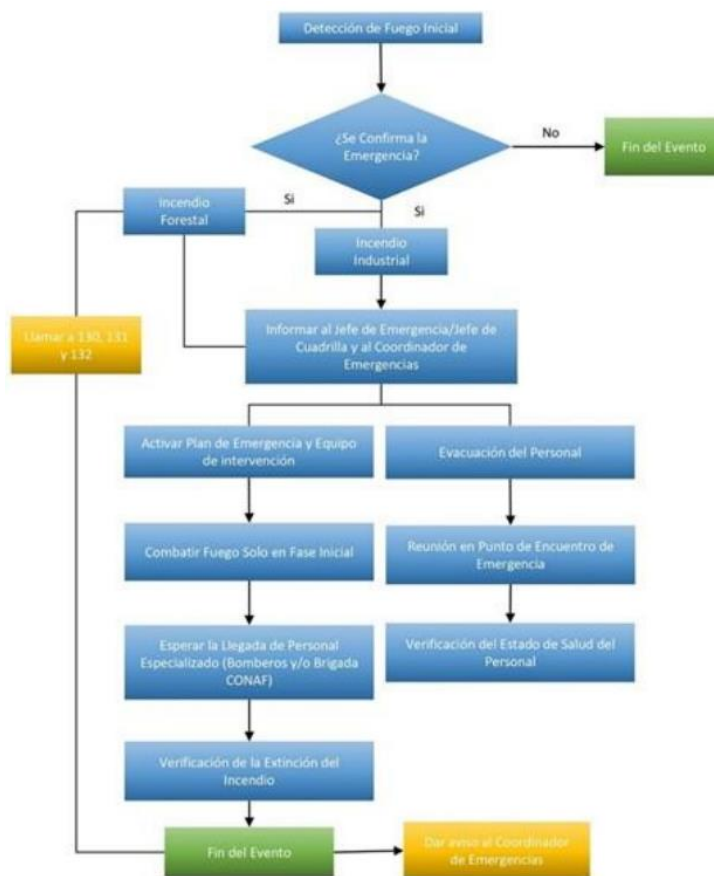 Detección de Fuego Inicial
¿Se Confirma la
Emergencia?
No
Fin del Evento
Incendio
Forestal
Si
Si
Incendio
Industrial
Llamar a 130, 131
y 132
Informar al Jefe de Emergencia/Jefe de
Cuadrilla y al Coordinador de
Emergencias
Activar Plan de Emergencia y Equipo
de intervención
Evacuación del Personal
Combatir Fuego Solo en Fase Inicial
Reunión en Punto de Encuentro de
Emergencia
Esperar la Llegada de Personal
Especializado (Bomberos y/o Brigada
CONAF)
Verificación del Estado de Salud del
Personal
Verificación de la Extinción del
Incendio
Fin del Evento
Dar aviso al Coordinador
de Emergencias